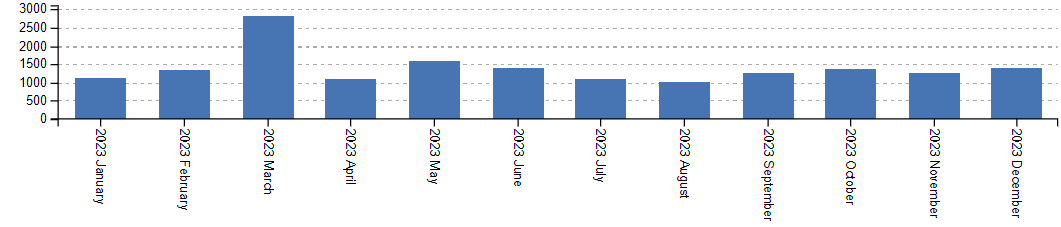 3000
2500
2000
1500
1000
500
0
2023 January
2023 February
2023 March
2023 April
2023 May
2023 June
2023 July
2023 August
2023 September
2023 October
2023 November
2023 December